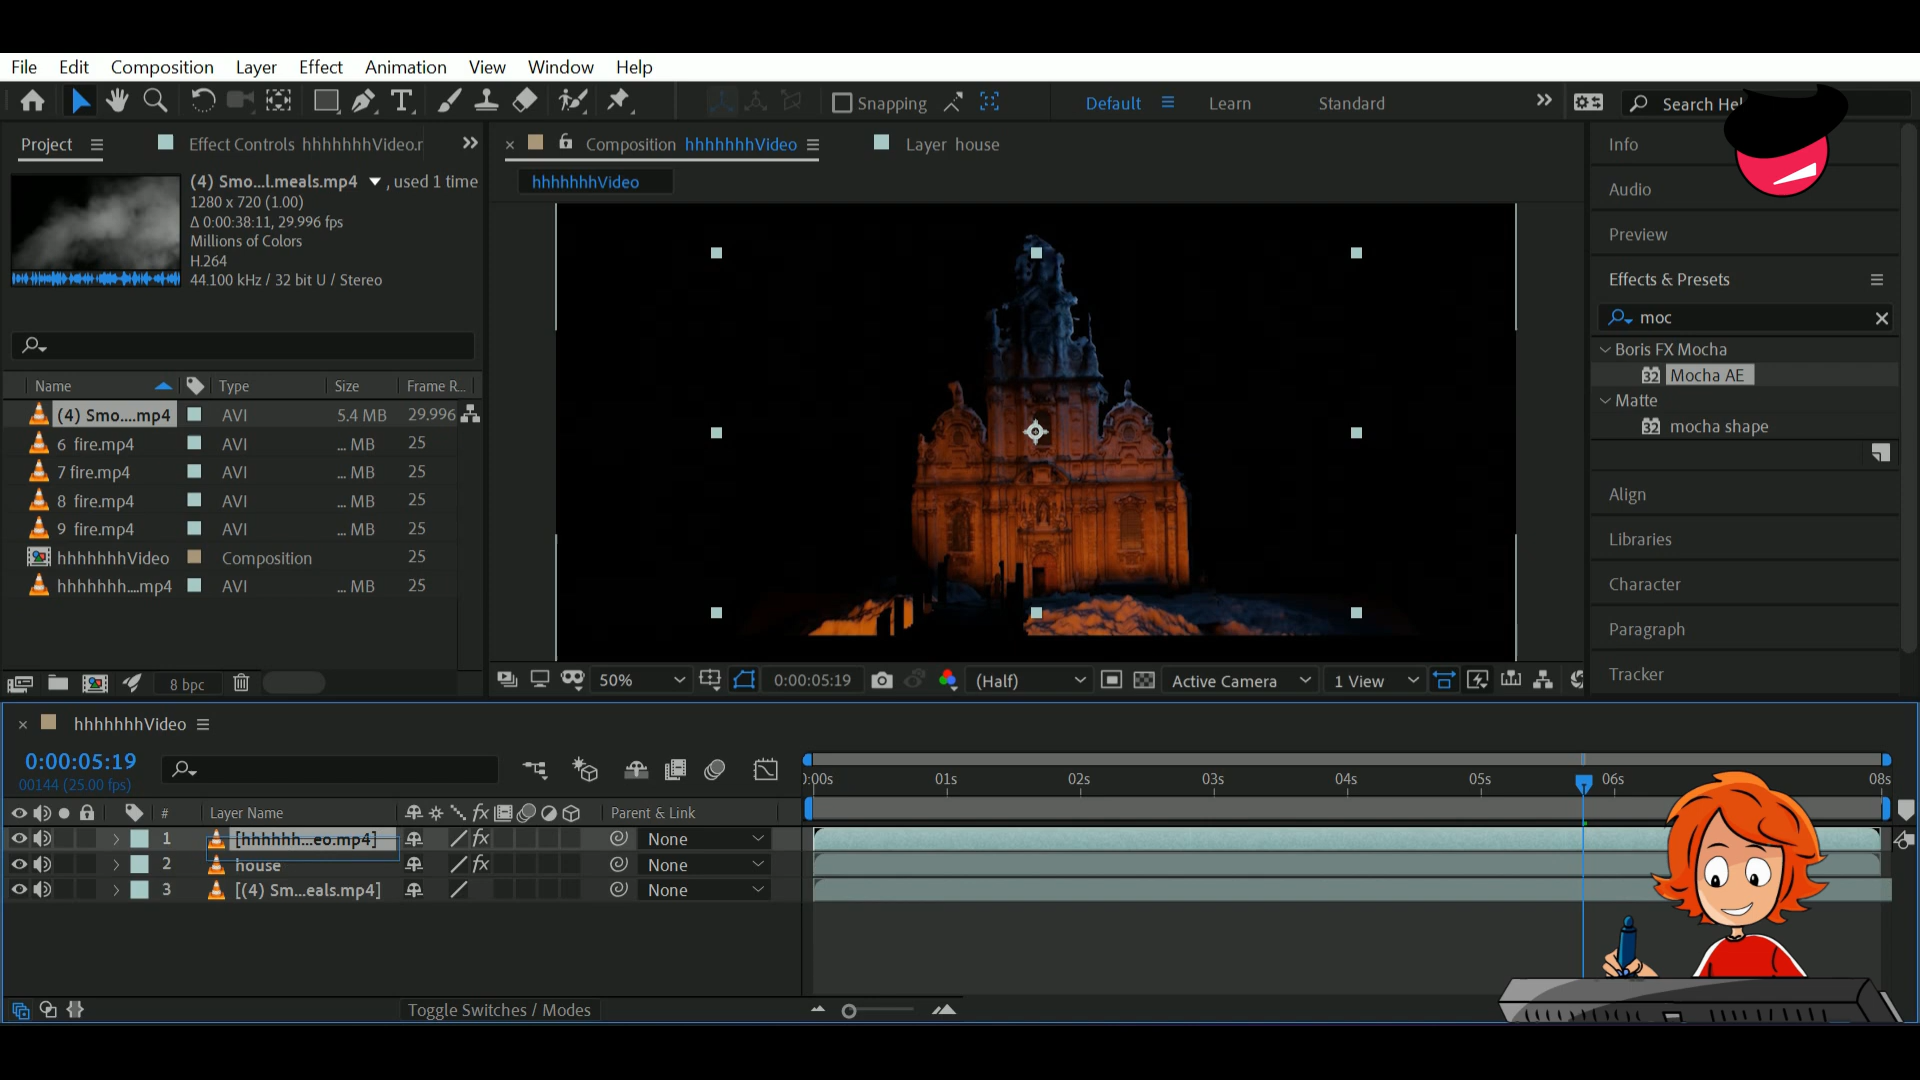 File Edit Composition Layer Effect Animation View Window Help
Snapping Default Learn Standard Search Hel
Project Effect Controls hhhhhhhVideo.r
(4) Smo...l.meals.mp4 , used 1 time
1280 x 720 (1.00)
Δ 0:00:38:11, 29.996 fps
Millions of Colors
H.264
44.100 kHz / 32 bit U / Stereo
Name Type Size Frame R...
(4) Smo....mp4 AVI 5.4 MB 29.996
6 fire.mp4 AVI ... MB 25
7 fire.mp4 AVI ... MB 25
8 fire.mp4 AVI ... MB 25
9 fire.mp4 AVI ... MB 25
hhhhhhhVideo Composition 25
hhhhhhh....mp4 AVI ... MB 25
8 bpc
Composition hhhhhhhVideo Layer house
hhhhhhhVideo
50% 0:00:05:19 (Half) Active Camera 1 View
Info
Audio
Preview
Effects & Presets
moc
Boris FX Mocha
32 Mocha AE
Matte
32 mocha shape
Align
Libraries
Character
Paragraph
Tracker
hhhhhhhVideo
0:00:05:19
00144 (25.00 fps)
):00s 01s 02s 03s 04s 05s 06s 08s
# Layer Name fx Parent & Link
1 [hhhhhh...eo.mp4] fx None
2 house fx None
3 [(4) Sm...eals.mp4] None
Toggle Switches / Modes